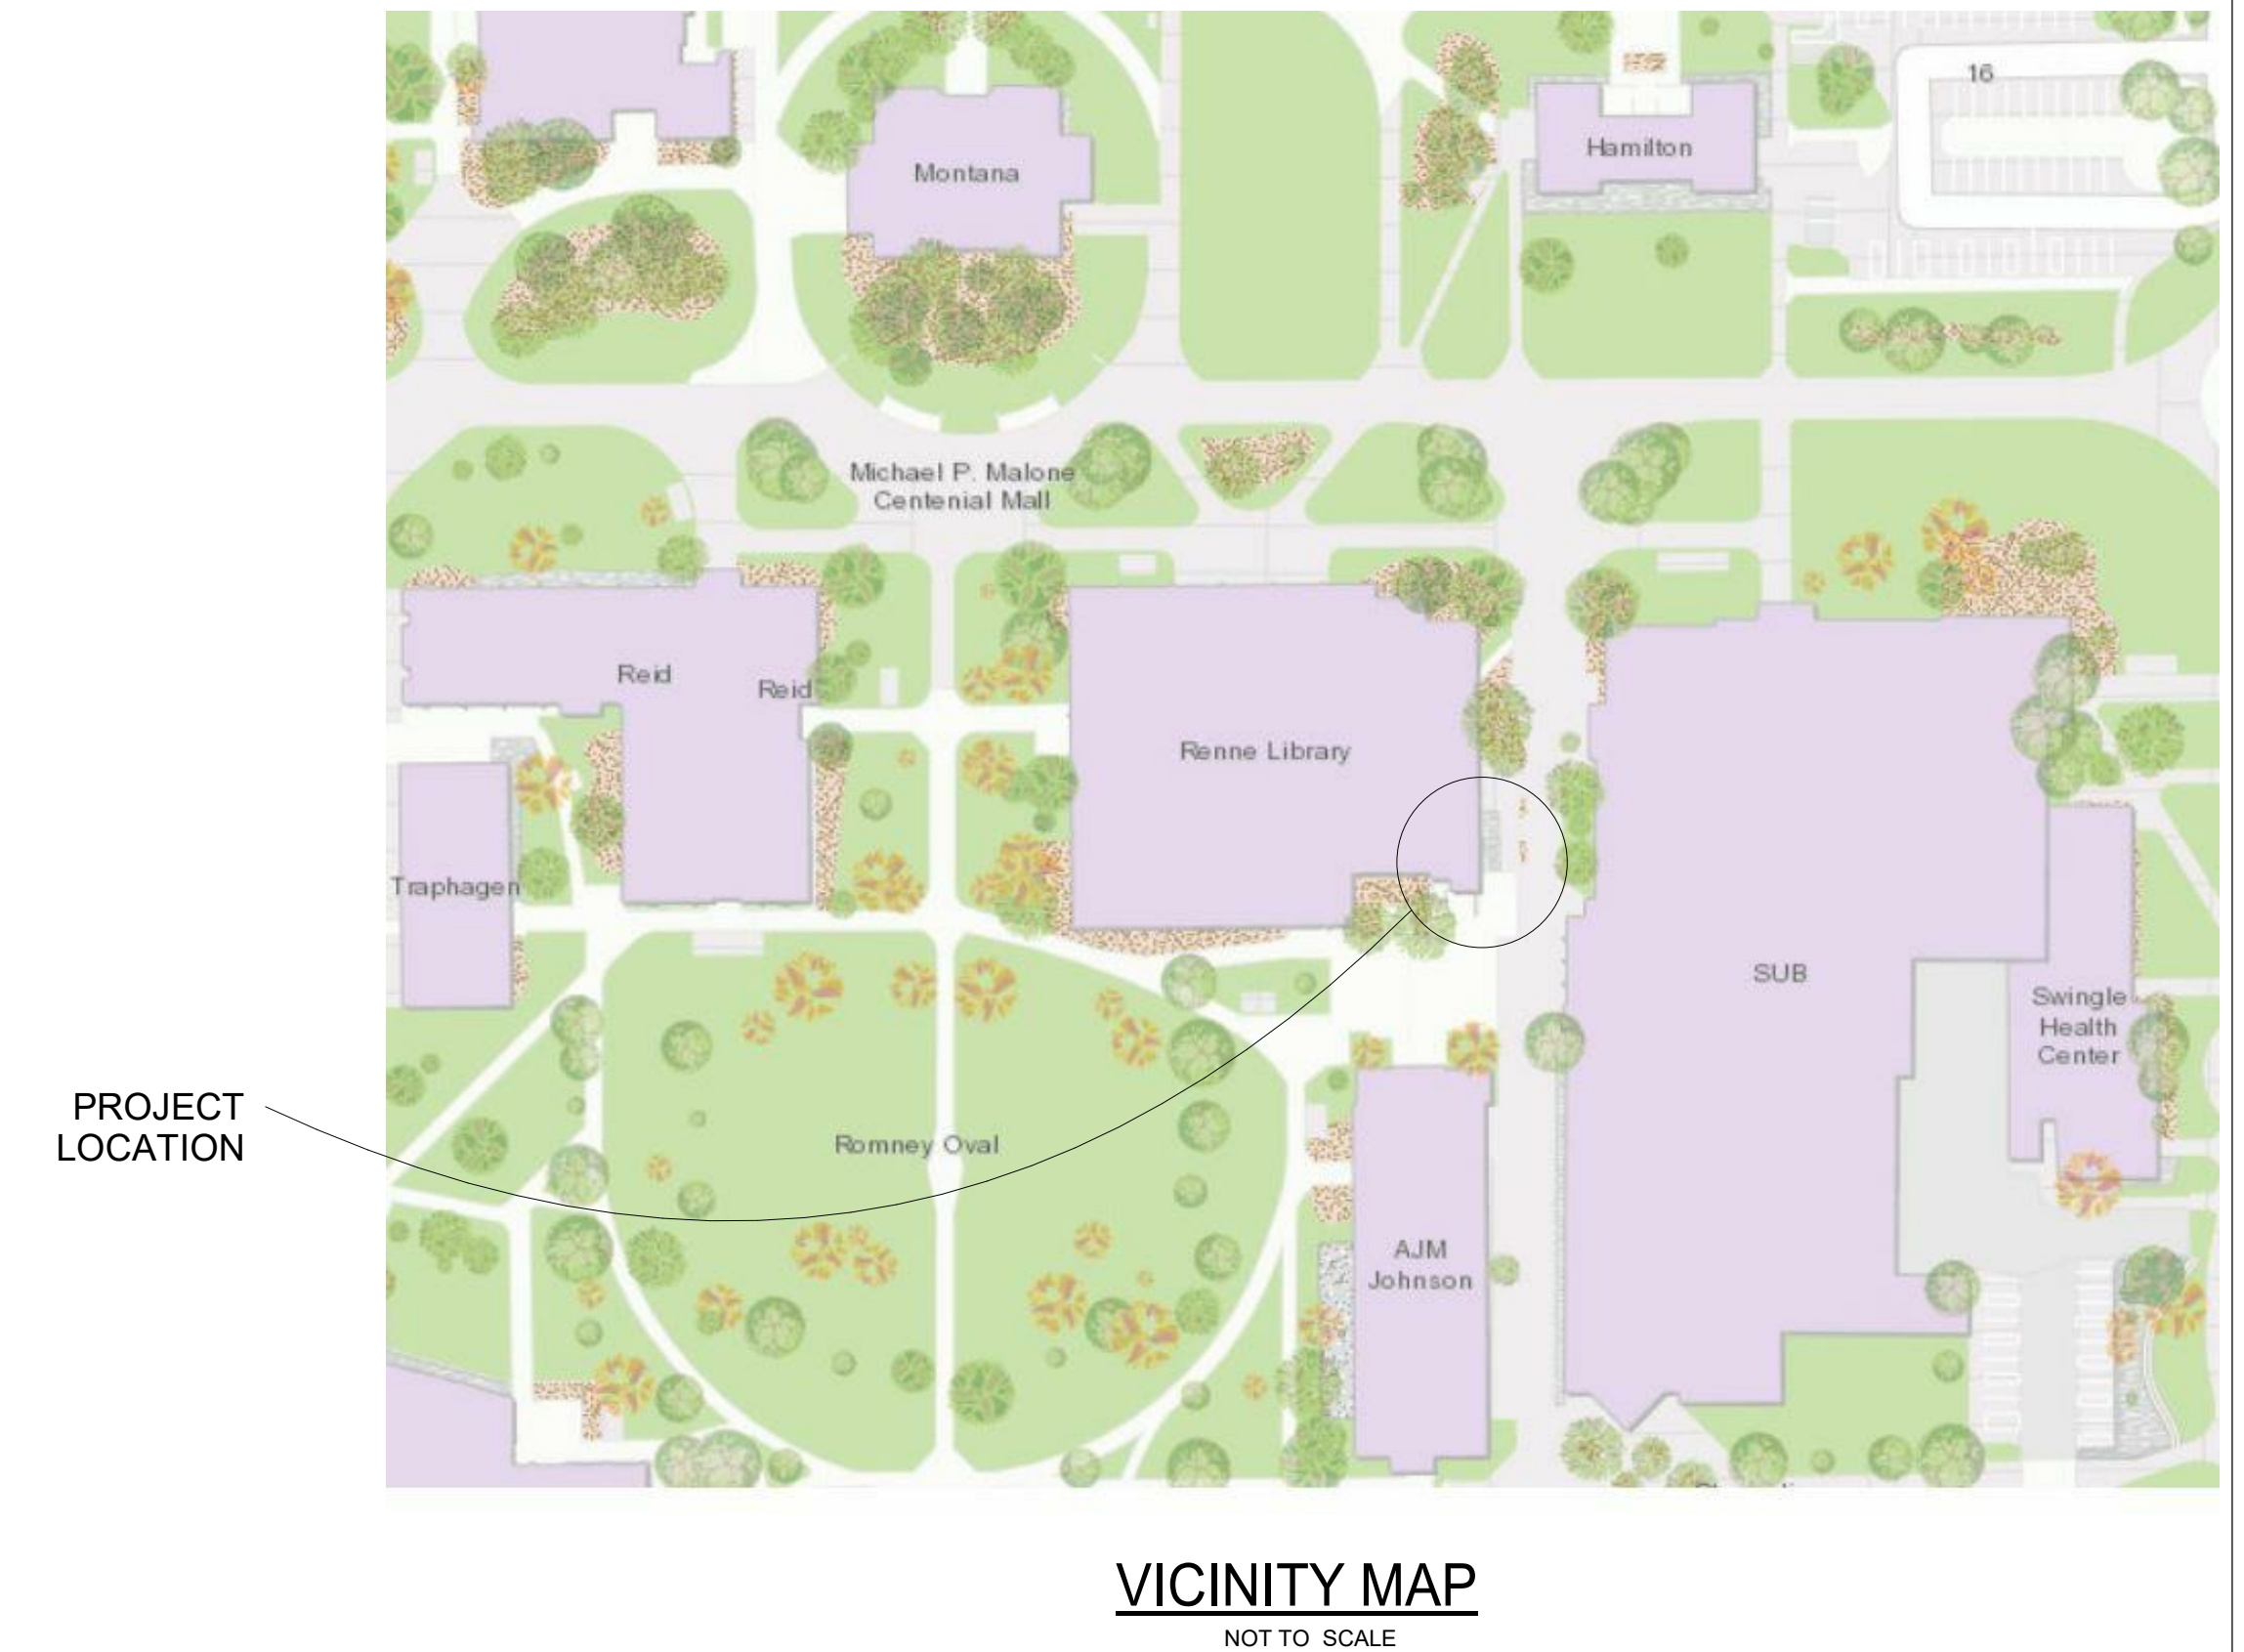 16
Hamilton
Montana
Michael P. Malone
Centenial Mall
Reid
Reid
Renne Library
Traphagen
SUB
Swingle
Health
Center
PROJECT
LOCATION
Romney Oval
AJM
Johnson
VICINITY MAP
NOT TO SCALE